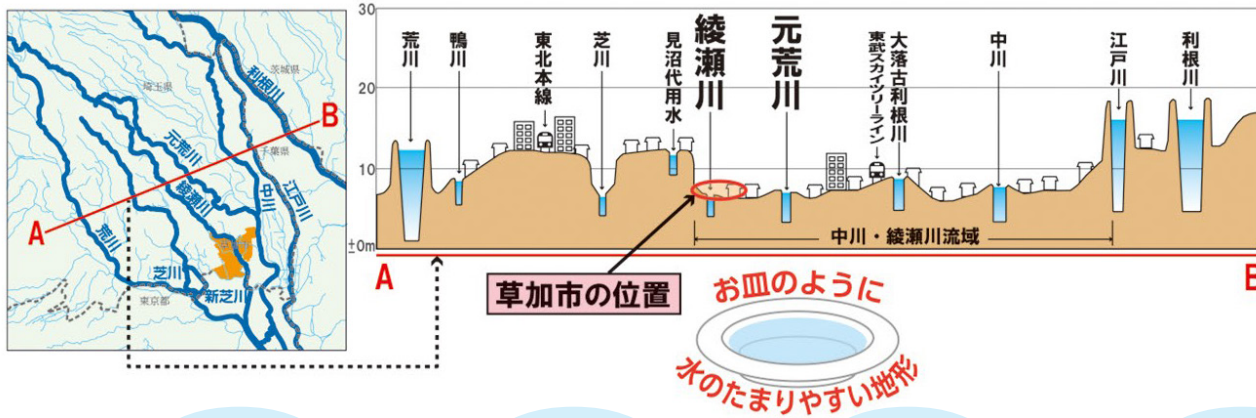 利根川
茨城県
埼玉県
B
元荒川
千葉県
綾瀬川
中川
江戸川
A
荒川
芝川
新芝川
東京都
30
20
10
±0m
荒川
鴨川
東北本線
芝川
見沼代用水
綾瀬川
元荒川
東武スカイツリーライン
大落古利根川
中川
江戸川
利根川
中川・綾瀬川流域
A
B
草加市の位置
お皿のように
水のたまりやすい地形